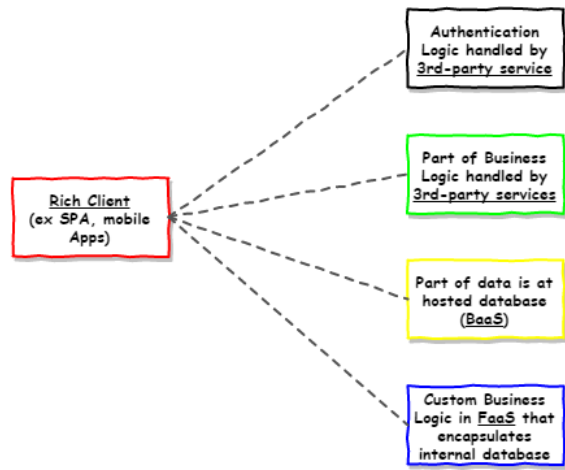 Authentication
Logic handled by
3rd-party service
Part of Business
Logic handled by
3rd-party services
Rich Client
(ex SPA, mobile
Apps)
Part of data is at
hosted database
(BaaS)
Custom Business
Logic in FaaS that
encapsulates
internal database